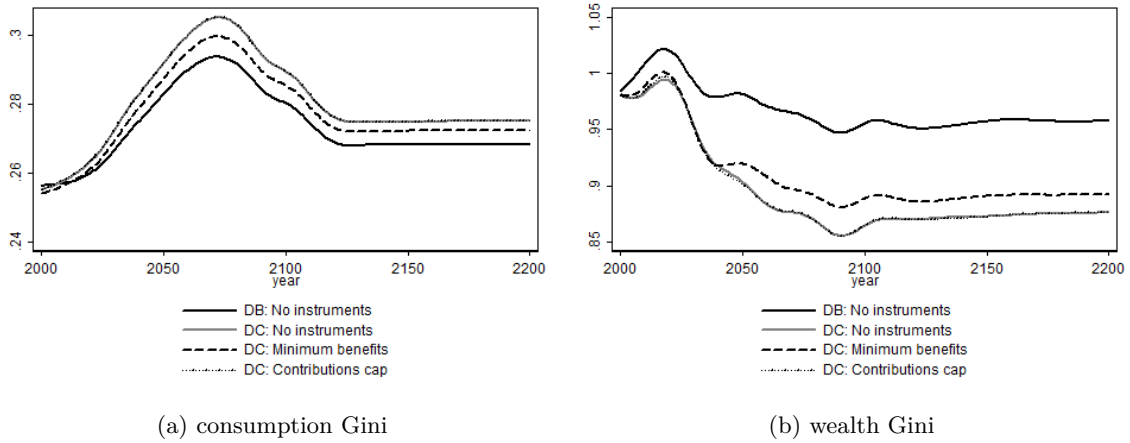 .3
.28
.26
.24
2000 2050 2100 2150 2200
year
DB: No instruments
DC: No instruments
DC: Minimum benefits
DC: Contributions cap
(a) consumption Gini
1.05
1
.95
.9
.85
2000 2050 2100 2150 2200
year
DB: No instruments
DC: No instruments
DC: Minimum benefits
DC: Contributions cap
(b) wealth Gini